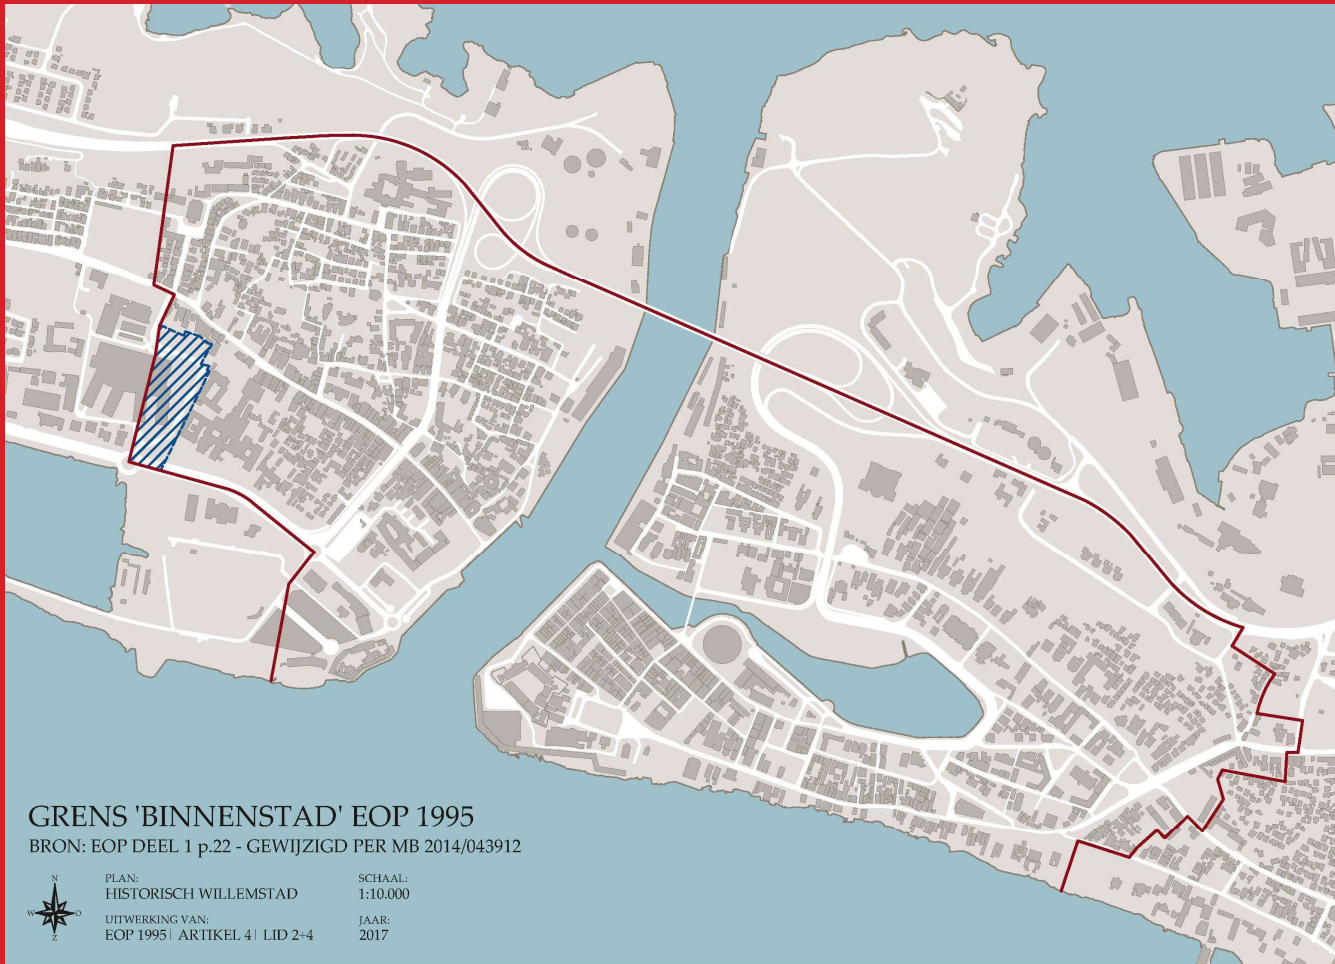 GRENS 'BINNENSTAD' EOP 1995
BRON: EOP DEEL 1 p.22 - GEWIJZIGD PER MB 2014/043912
N
W O
Z
PLAN:
HISTORISCH WILLEMSTAD
SCHAAL:
1:10.000
UITWERKING VAN:
EOP 1995| ARTIKEL 4| LID 2+4
JAAR:
2017